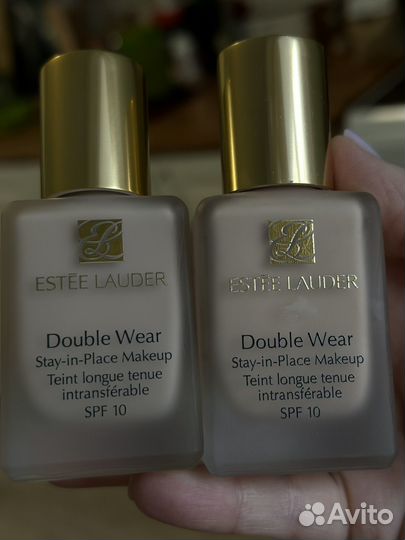 ESTĒE LAUDER
Double Wear
Stay-in-Place Makeup
Teint longue tenue
intransférable
SPF 10
ESTĒE LAUDER
Double Wear
Stay-in-Place Makeup
Teint longue tenue
intransférable
SPF 10
Avito